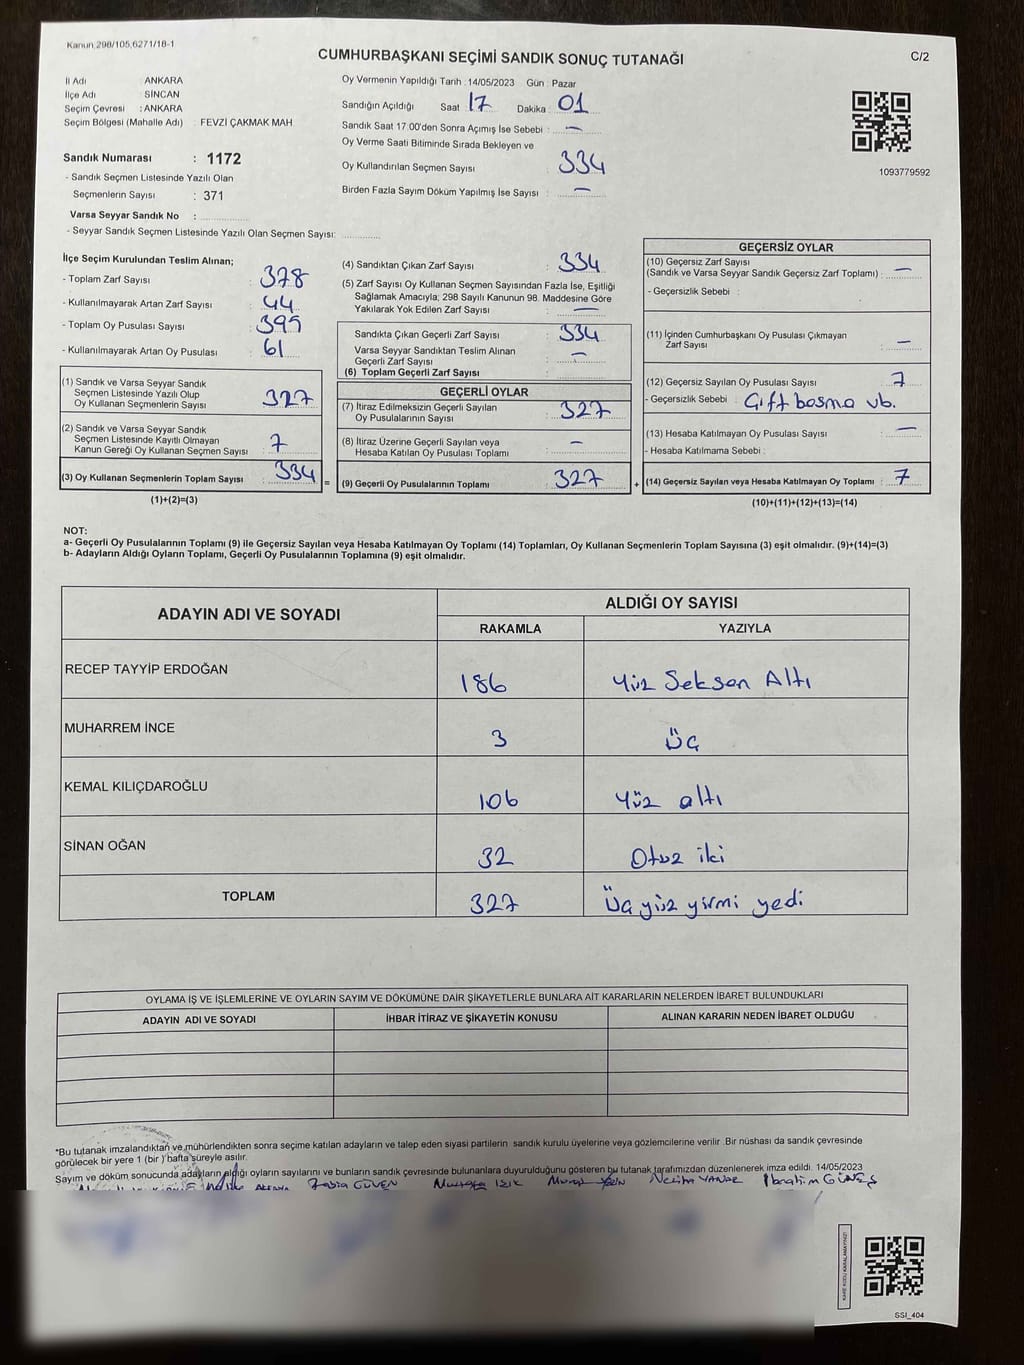 Kanun 298/105,6271/18-1
CUMHURBAŞKANI SEÇİMİ SANDIK SONUÇ TUTANAĞI
C/2
İl Adı : ANKARA
İlçe Adı : SİNCAN
Seçim Çevresi : ANKARA
Seçim Bölgesi (Mahalle Adı) : FEVZİ ÇAKMAK MAH
Sandık Numarası : 1172
- Sandık Seçmen Listesinde Yazılı Olan
Seçmenlerin Sayısı : 371
Varsa Seyyar Sandık No :
- Seyyar Sandık Seçmen Listesinde Yazılı Olan Seçmen Sayısı:
Oy Vermenin Yapıldığı Tarih : 14/05/2023 Gün : Pazar
Sandığın Açıldığı Saat 17 Dakika : 01
Sandık Saat 17:00'den Sonra Açımış İse Sebebi : —
Oy Verme Saati Bitiminde Sırada Bekleyen ve
Oy Kullandırılan Seçmen Sayısı : 334
Birden Fazla Sayım Döküm Yapılmış İse Sayısı : —
1093779592
İlçe Seçim Kurulundan Teslim Alınan;
- Toplam Zarf Sayısı : 378
- Kullanılmayarak Artan Zarf Sayısı : 44
- Toplam Oy Pusulası Sayısı : 395
- Kullanılmayarak Artan Oy Pusulası : 61
(1) Sandık ve Varsa Seyyar Sandık
Seçmen Listesinde Yazılı Olup
Oy Kullanan Seçmenlerin Sayısı : 327
(2) Sandık ve Varsa Seyyar Sandık
Seçmen Listesinde Kayıtlı Olmayan
Kanun Gereği Oy Kullanan Seçmen Sayısı : 7
(3) Oy Kullanan Seçmenlerin Toplam Sayısı : 334
(1)+(2)=(3)
(4) Sandıktan Çıkan Zarf Sayısı : 334
(5) Zarf Sayısı Oy Kullanan Seçmen Sayısından Fazla İse, Eşitliği
Sağlamak Amacıyla; 298 Sayılı Kanunun 98. Maddesine Göre
Yakılarak Yok Edilen Zarf Sayısı : —
Sandıkta Çıkan Geçerli Zarf Sayısı : 334
Varsa Seyyar Sandıktan Teslim Alınan
Geçerli Zarf Sayısı : —
(6) Toplam Geçerli Zarf Sayısı :
GEÇERLİ OYLAR
(7) İtiraz Edilmeksizin Geçerli Sayılan
Oy Pusulalarının Sayısı : 327
(8) İtiraz Üzerine Geçerli Sayılan veya
Hesaba Katılan Oy Pusulası Toplamı : —
= (9) Geçerli Oy Pusulalarının Toplamı : 327
GEÇERSİZ OYLAR
(10) Geçersiz Zarf Sayısı
(Sandık ve Varsa Seyyar Sandık Geçersiz Zarf Toplamı) : —
- Geçersizlik Sebebi :
(11) İçinden Cumhurbaşkanı Oy Pusulası Çıkmayan
Zarf Sayısı : —
(12) Geçersiz Sayılan Oy Pusulası Sayısı : 7
- Geçersizlik Sebebi : Çift basma vb.
(13) Hesaba Katılmayan Oy Pusulası Sayısı : —
- Hesaba Katılmama Sebebi :
+ (14) Geçersiz Sayılan veya Hesaba Katılmayan Oy Toplamı : 7
(10)+(11)+(12)+(13)=(14)
NOT:
a- Geçerli Oy Pusulalarının Toplamı (9) ile Geçersiz Sayılan veya Hesaba Katılmayan Oy Toplamı (14) Toplamları, Oy Kullanan Seçmenlerin Toplam Sayısına (3) eşit olmalıdır. (9)+(14)=(3)
b- Adayların Aldığı Oyların Toplamı, Geçerli Oy Pusulalarının Toplamına (9) eşit olmalıdır.
ADAYIN ADI VE SOYADI
ALDIĞI OY SAYISI
RAKAMLA YAZIYLA
RECEP TAYYİP ERDOĞAN 186 Yüz Seksen Altı
MUHARREM İNCE 3 Üç
KEMAL KILIÇDAROĞLU 106 Yüz altı
SİNAN OĞAN 32 Otuz iki
TOPLAM 327 Üç yüz yirmi yedi
OYLAMA İŞ VE İŞLEMLERİNE VE OYLARIN SAYIM VE DÖKÜMÜNE DAİR ŞİKAYETLERLE BUNLARA AİT KARARLARIN NELERDEN İBARET BULUNDUKLARI
ADAYIN ADI VE SOYADI İHBAR İTİRAZ VE ŞİKAYETİN KONUSU ALINAN KARARIN NEDEN İBARET OLDUĞU
*Bu tutanak imzalandıktan ve mühürlendikten sonra seçime katılan adayların ve talep eden siyasi partilerin sandık kurulu üyelerine veya gözlemcilerine verilir. Bir nüshası da sandık çevresinde
görülecek bir yere 1 (bir ) hafta süreyle asılır.
Sayım ve döküm sonucunda adayların aldığı oyların sayılarını ve bunların sandık çevresinde bulunanlara duyurulduğunu gösteren bu tutanak tarafımızdan düzenlenerek imza edildi. 14/05/2023
GÜVEN Mustafa IŞIK YANAR İbrahim GÜNEŞ
SSI_404